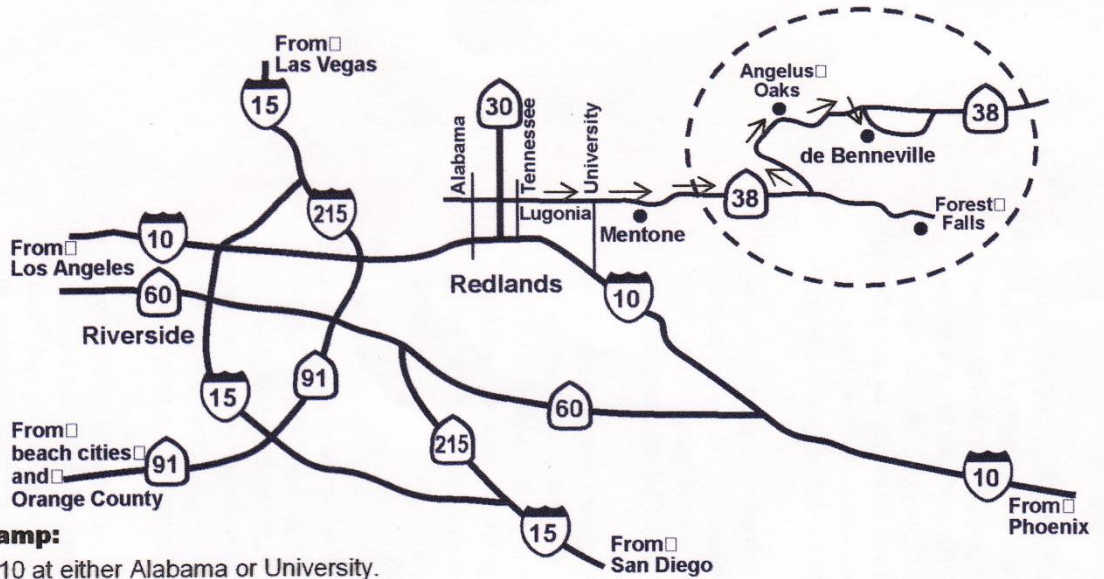 From□
Las Vegas
15
30
Alabama
Tennessee
University
Angelus□
Oaks
38
de Benneville
215
Lugonia
38
Mentone
Forest□
Falls
10
From□
Los Angeles
60
Riverside
Redlands
10
15
91
60
From□
beach cities□
and□
Orange County
91
215
10
From□
Phoenix
15
From□
San Diego
amp:
10 at either Alabama or University.